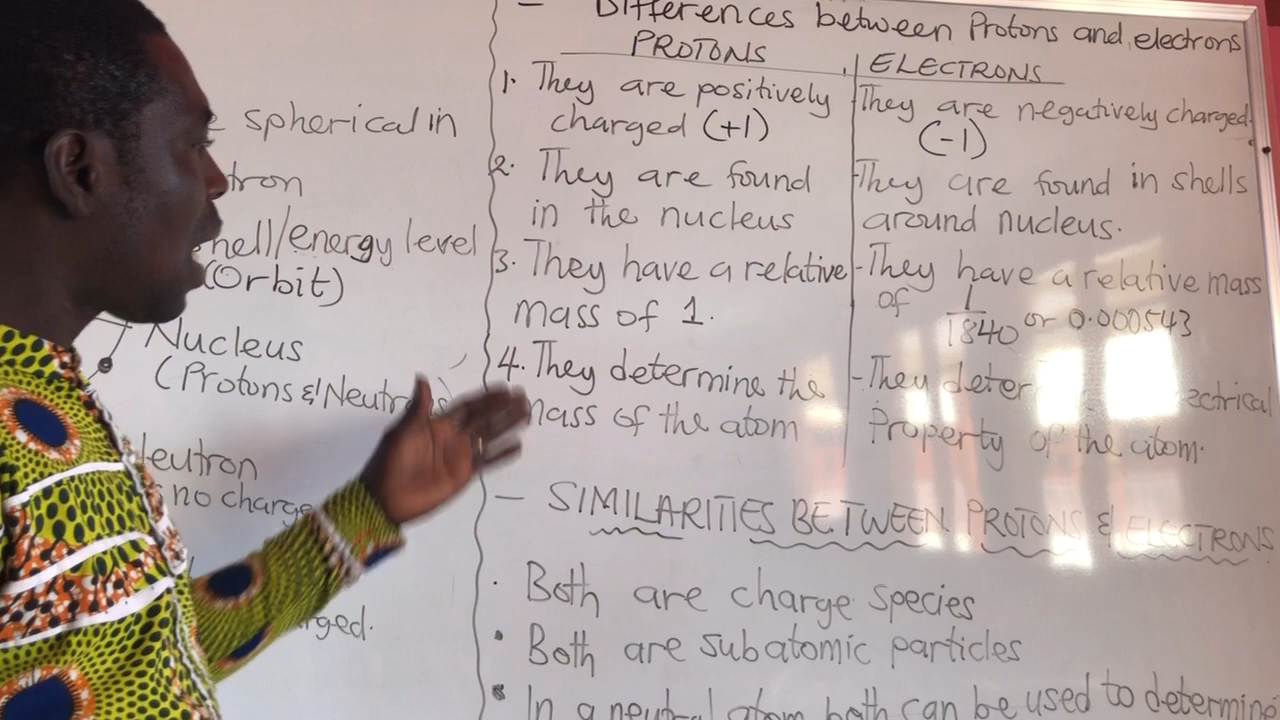 spherical in
tron
hell/energy level
(Orbit)
Nucleus
(Protons & Neutrons)
eutron
no charge
rged.
- Differences between Protons and electrons
PROTONS
ELECTRONS
1. They are positively
charged (+1)
They are negatively charged.
(-1)
2. They are found
in the nucleus
They are found in shells
around nucleus.
3. They have a relative
mass of 1.
- They have a relative mass
of 1/1840 or 0.000543
4. They determine the
mass of the atom
- They deter ectrical
Property of the atom.
- SIMILARITIES BETWEEN PROTONS & ELECTRONS
· Both are charge species
• Both are subatomic particles
• In a neutral atom both can be used to determine